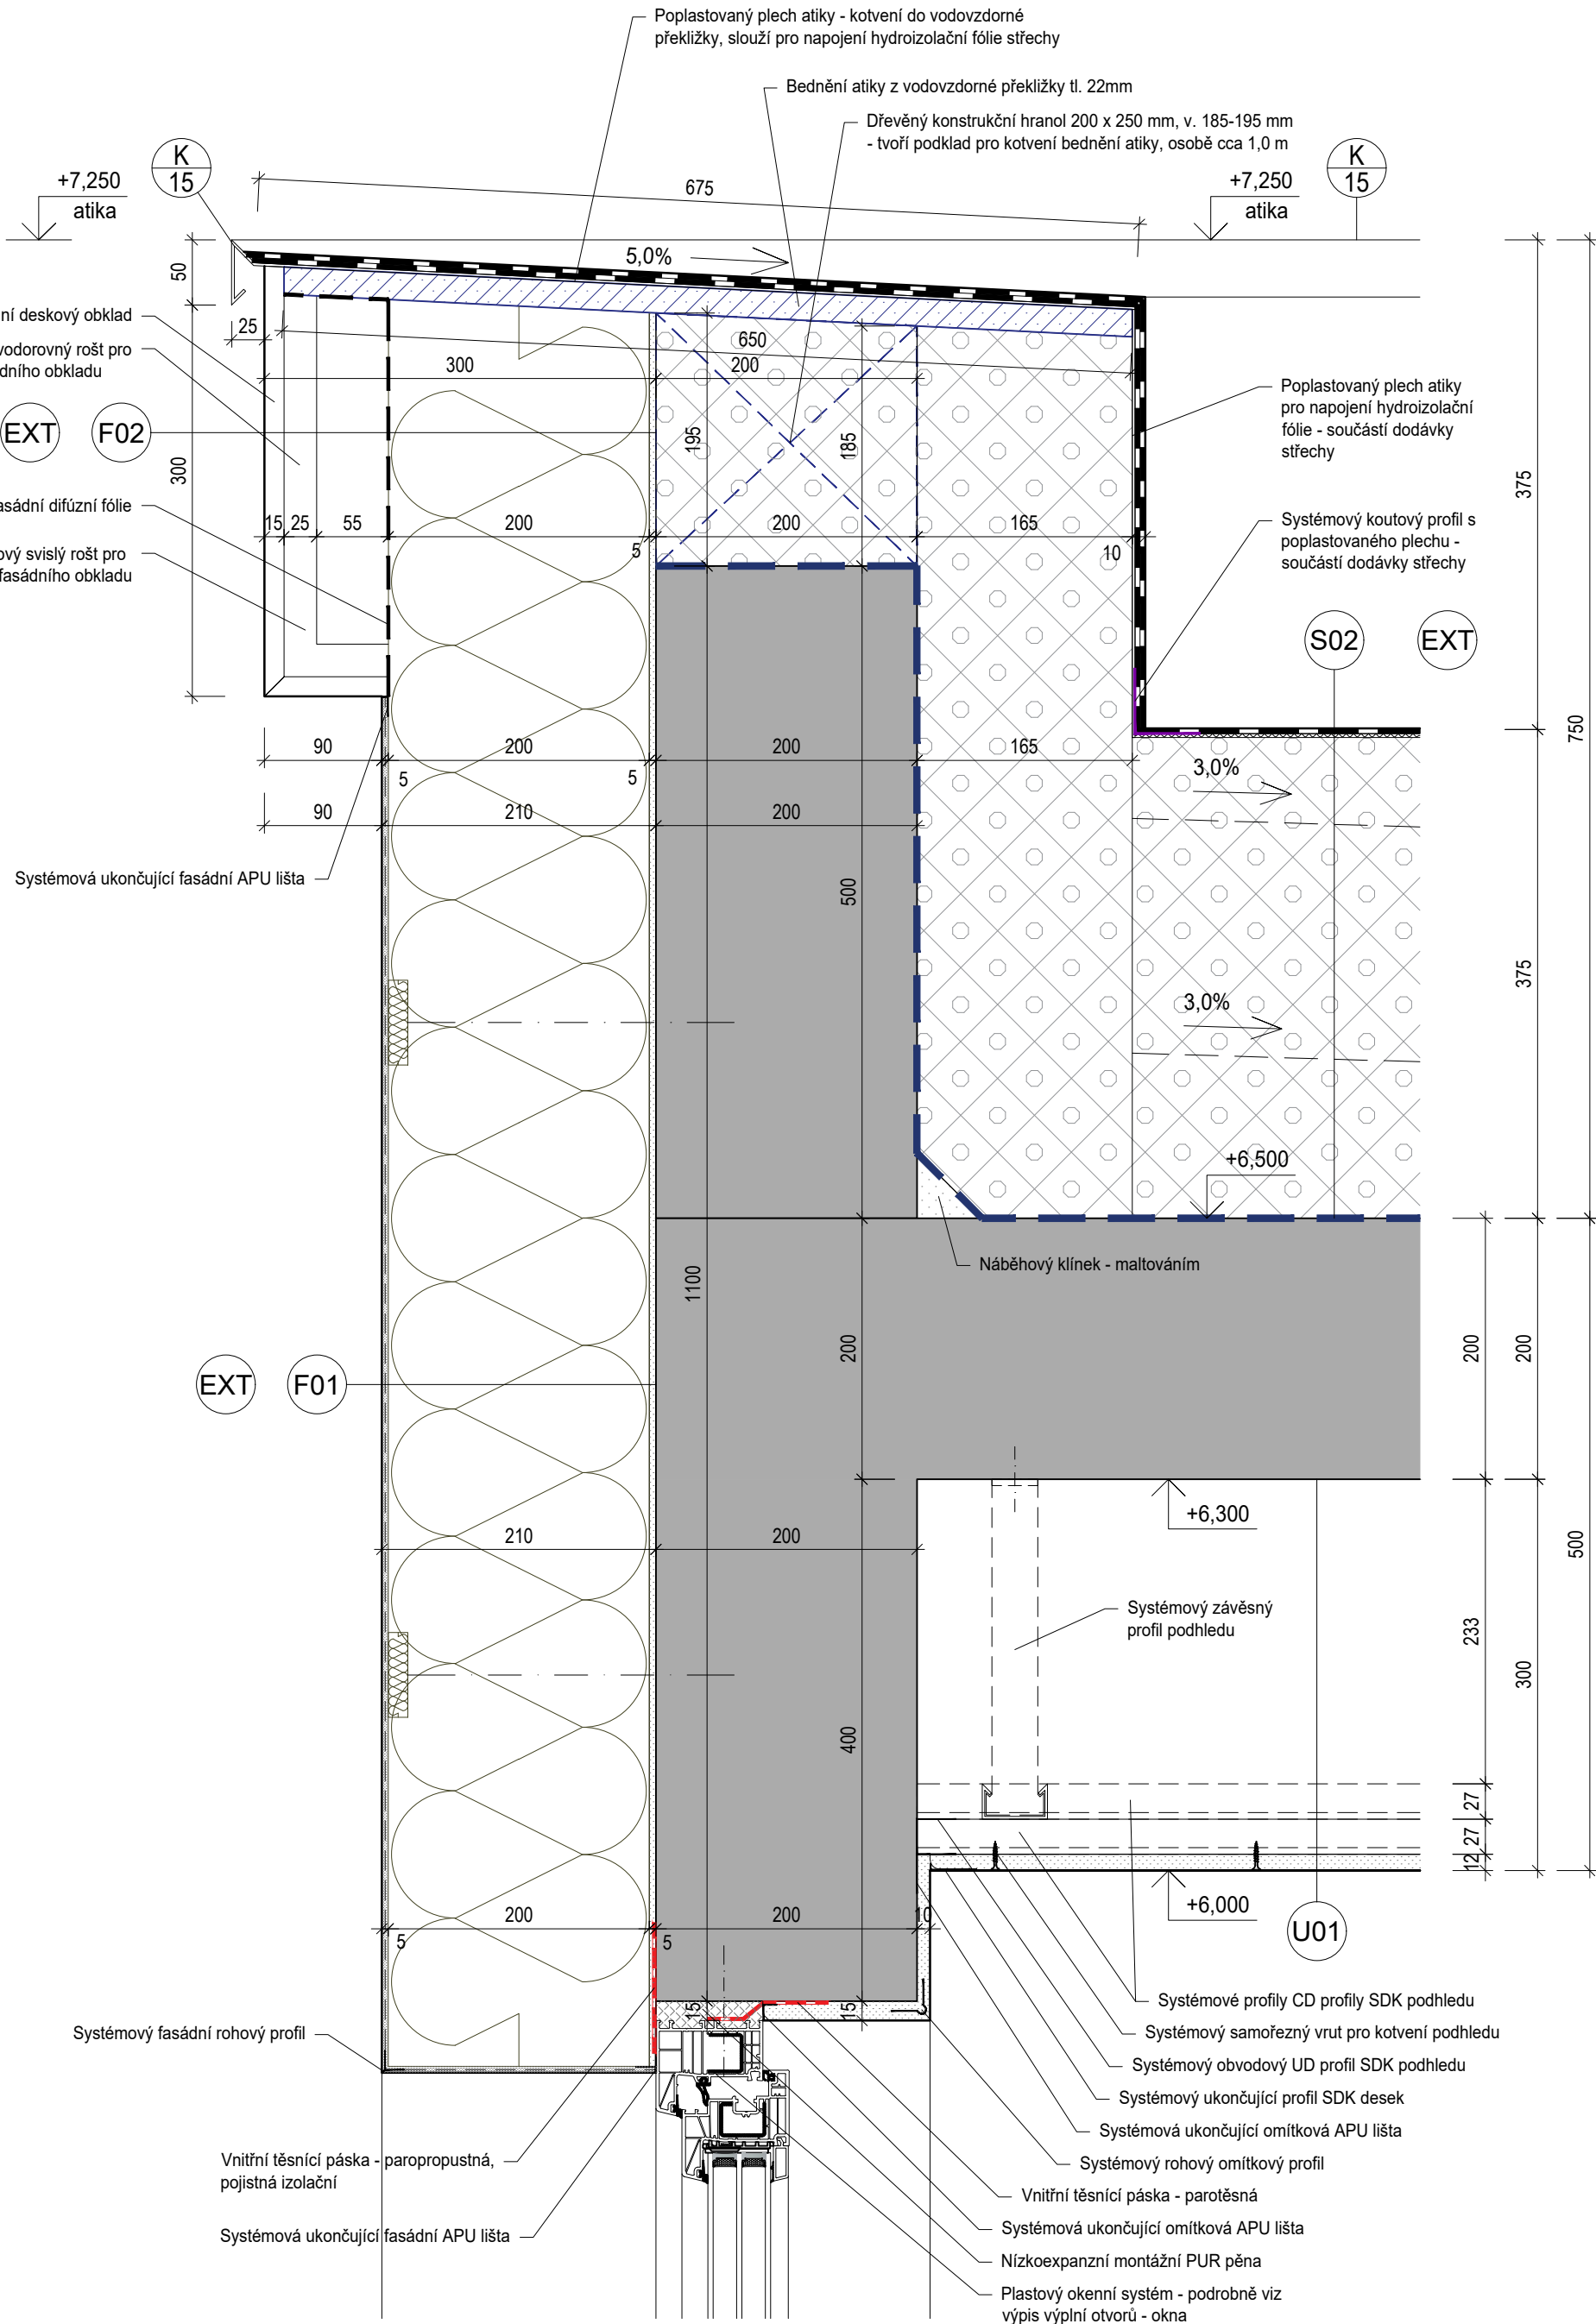 Poplastovaný plech atiky - kotvení do vodovzdorné
překližky, slouží pro napojení hydroizolační fólie střechy
Bednění atiky z vodovzdorné překližky tl. 22mm
Dřevěný konstrukční hranol 200 x 250 mm, v. 185-195 mm
- tvoří podklad pro kotvení bednění atiky, osobě cca 1,0 m
K
15
+7,250
atika
675
+7,250
atika
K
15
5,0%
50
25
ní deskový obklad
vodorovný rošt pro
dního obkladu
650
300
200
EXT
F02
300
195
185
Poplastovaný plech atiky
pro napojení hydroizolační
fólie - součástí dodávky
střechy
375
asádní difúzní fólie
15
25
55
200
5
200
165
10
Systémový koutový profil s
poplastovaného plechu -
součástí dodávky střechy
ový svislý rošt pro
fasádního obkladu
S02
EXT
750
90
200
200
165
5
5
3,0%
90
210
200
Systémová ukončující fasádní APU lišta
500
375
3,0%
+6,500
Náběhový klínek - maltováním
1100
200
200
200
EXT
F01
+6,300
210
200
500
Systémový závěsný
profil podhledu
233
300
400
27
27
12
200
200
10
5
5
+6,000
U01
15
15
Systémové profily CD profily SDK podhledu
Systémový fasádní rohový profil
Systémový samořezný vrut pro kotvení podhledu
Systémový obvodový UD profil SDK podhledu
Systémový ukončující profil SDK desek
Systémová ukončující omítková APU lišta
Vnitřní těsnící páska - paropropustná,
pojistná izolační
Systémový rohový omítkový profil
Vnitřní těsnící páska - parotěsná
Systémová ukončující fasádní APU lišta
Systémová ukončující omítková APU lišta
Nízkoexpanzní montážní PUR pěna
Plastový okenní systém - podrobně viz
výpis výplní otvorů - okna